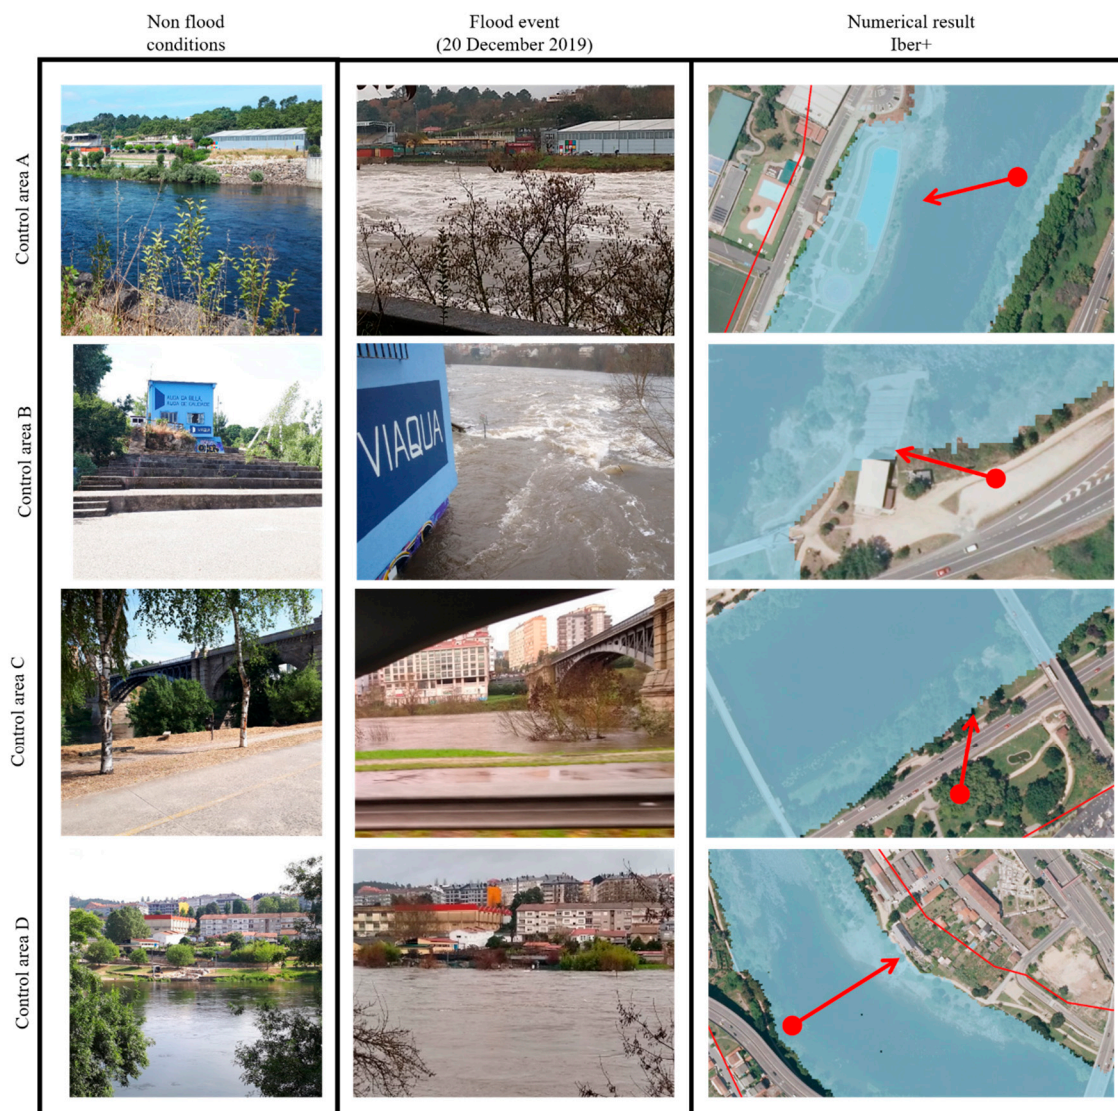 Non flood
conditions
Flood event
(20 December 2019)
Numerical result
Iber+
Control area A
Control area B
VIAQUA
Control area C
Control area D